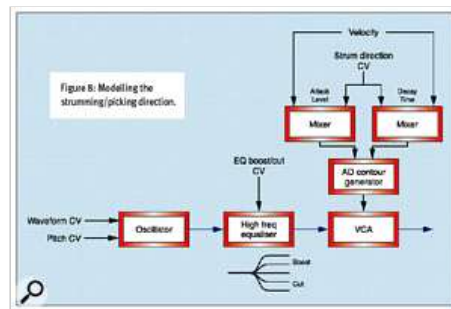 Velocity
Strum direction
CV
Figure 8: Modelling the
strumming/picking direction.
Attack
Level
Decay
Time
Mixer
Mixer
EQ boost/cut
CV
AD contour
generator
Waveform CV
Pitch CV
Oscillator
High freq
equaliser
VCA
Boost
Cut